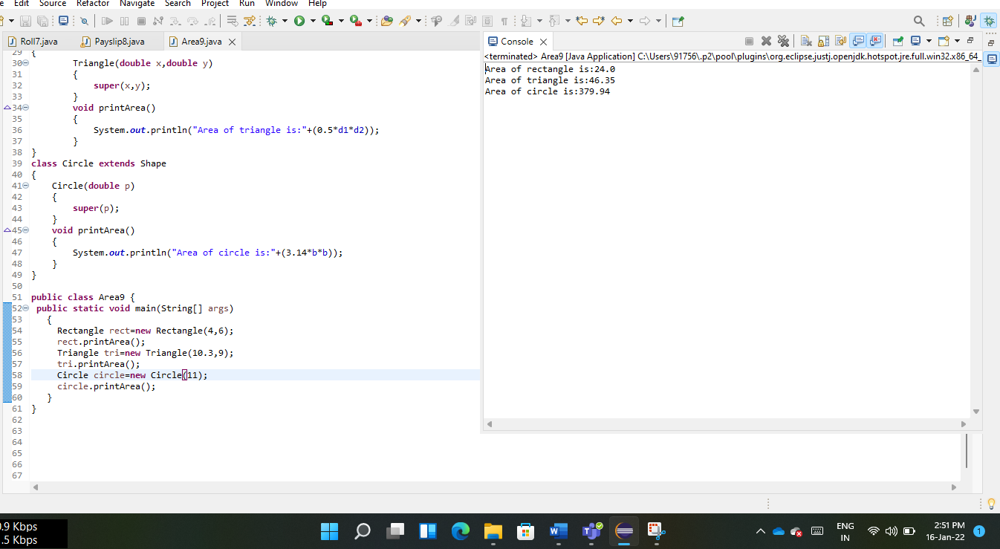 Edit Source Refactor Navigate Search Project Run Window Help
Roll7.java Payslip8.java Area9.java
Console
<terminated> Area9 [Java Application] C:\Users\91756\.p2\pool\plugins\org.eclipse.justj.openjdk.hotspot.jre.full.win32.x86_64_
Area of rectangle is:24.0
Area of triangle is:46.35
Area of circle is:379.94
29 {
30 Triangle(double x,double y)
31 {
32 super(x,y);
33 }
34 void printArea()
35 {
36 System.out.println("Area of triangle is:"+(0.5*d1*d2));
37 }
38 }
39 class Circle extends Shape
40 {
41 Circle(double p)
42 {
43 super(p);
44 }
45 void printArea()
46 {
47 System.out.println("Area of circle is:"+(3.14*b*b));
48 }
49 }
50
51 public class Area9 {
52 public static void main(String[] args)
53 {
54 Rectangle rect=new Rectangle(4,6);
55 rect.printArea();
56 Triangle tri=new Triangle(10.3,9);
57 tri.printArea();
58 Circle circle=new Circle(11);
59 circle.printArea();
60 }
61 }
62
63
64
65
66
67
.9 Kbps
.5 Kbps
ENG
IN
2:51 PM
16-Jan-22
1